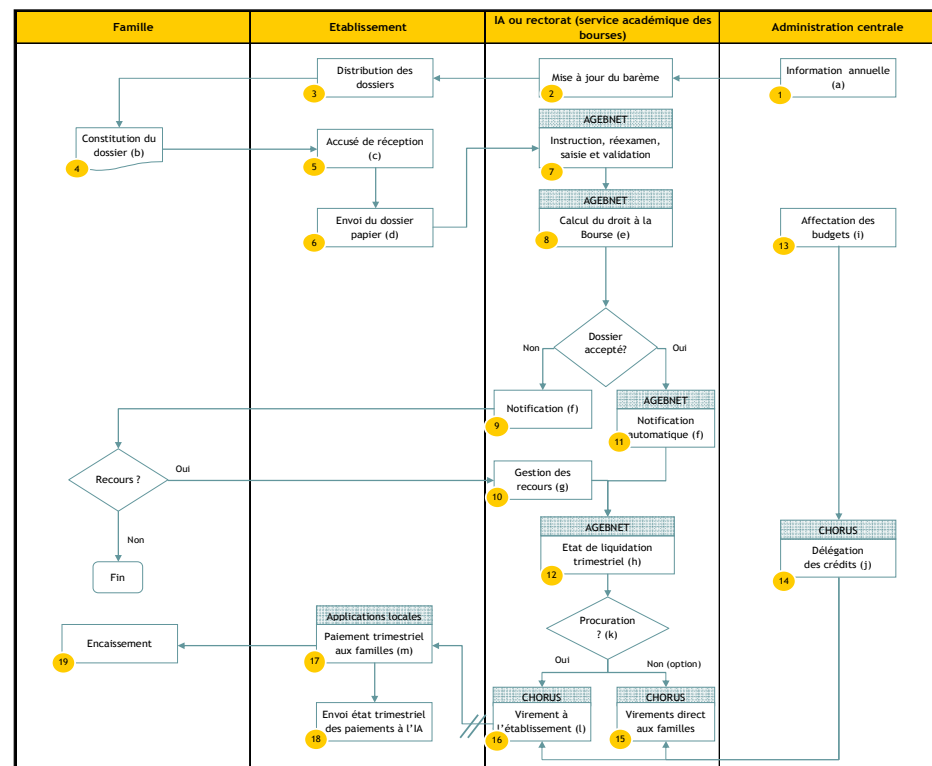 Famille
Etablissement
IA ou rectorat (service académique des
bourses)
Administration centrale
Distribution des
dossiers
3
Mise à jour du barème
2
Information annuelle
(a)
1
Constitution du
dossier (b)
4
Accusé de réception
(c)
5
AGEBNET
Instruction, réexamen,
saisie et validation
7
Envoi du dossier
papier (d)
6
AGEBNET
Calcul du droit à la
Bourse (e)
8
Affectation des
budgets (i)
13
Dossier
accepté?
Non
Oui
Notification (f)
9
AGEBNET
Notification
automatique (f)
11
Recours ?
Oui
Non
Fin
Gestion des
recours (g)
10
AGEBNET
Etat de liquidation
trimestriel (h)
12
CHORUS
Délégation
des crédits (j)
14
Procuration
? (k)
Oui
Non (option)
Encaissement
19
Applications locales
Paiement trimestriel
aux familles (m)
17
Envoi état trimestriel
des paiements à l'IA
18
CHORUS
Virement à
l'établissement (l)
16
CHORUS
Virements direct
aux familles
15